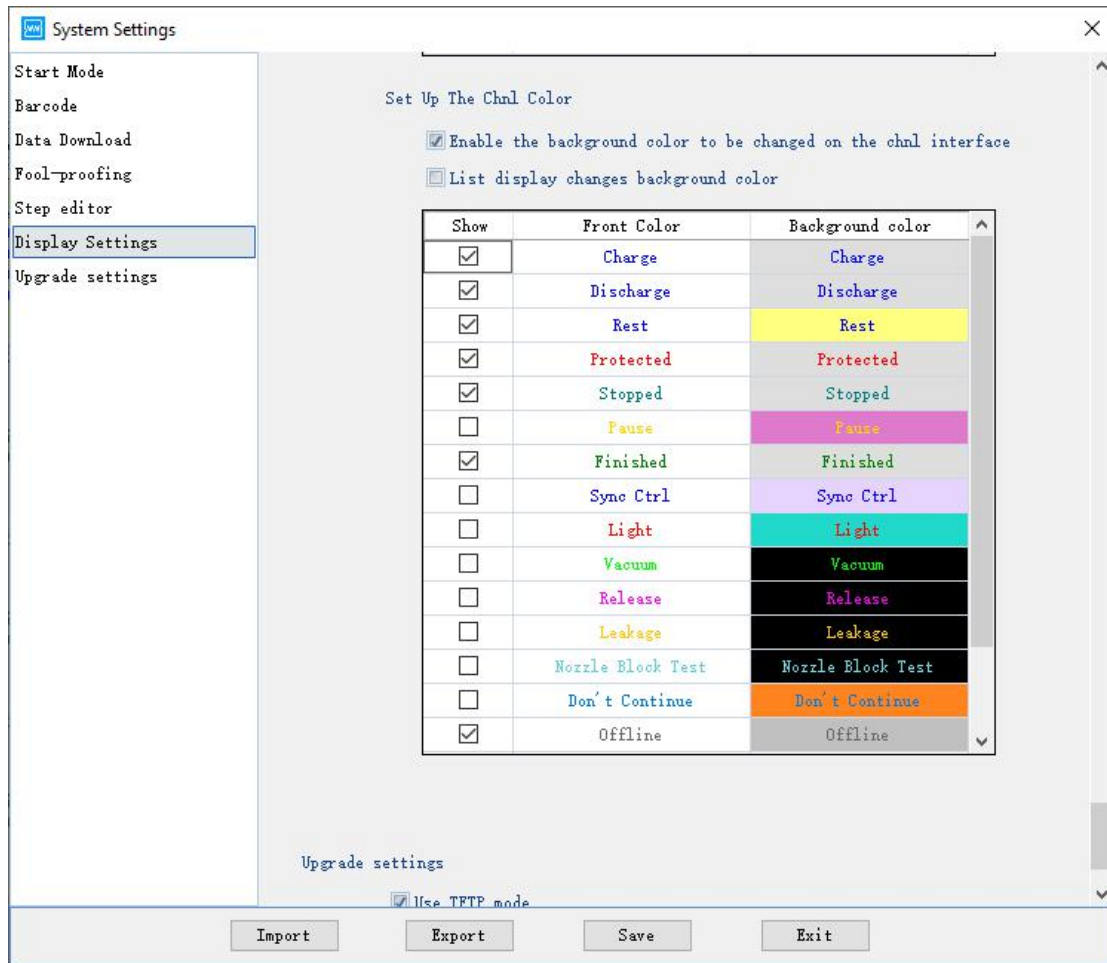 System Settings
Start Mode
Barcode
Data Download
Fool-proofing
Step editor
Display Settings
Upgrade settings
Set Up The Chnl Color
Enable the background color to be changed on the chnl interface
List display changes background color
Show Front Color Background color
Charge Charge
Discharge Discharge
Rest Rest
Protected Protected
Stopped Stopped
Pause Pause
Finished Finished
Sync Ctrl Sync Ctrl
Light Light
Vacuum Vacuum
Release Release
Leakage Leakage
Nozzle Block Test Nozzle Block Test
Don't Continue Don't Continue
Offline Offline
Upgrade settings
Use TFTP mode
Import Export Save Exit